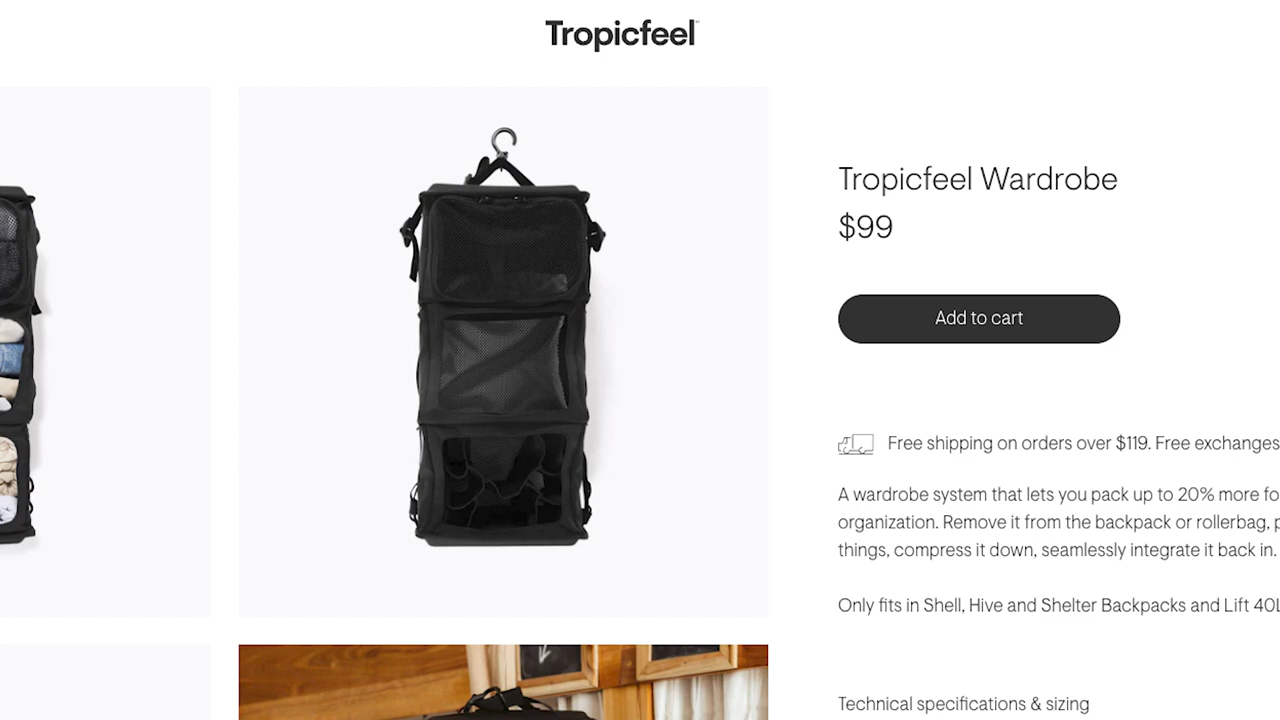 Tropicfeel
Tropicfeel Wardrobe
$99
Add to cart
Free shipping on orders over $119. Free exchanges
A wardrobe system that lets you pack up to 20% more fo
organization. Remove it from the backpack or rollerbag, p
things, compress it down, seamlessly integrate it back in.
Only fits in Shell, Hive and Shelter Backpacks and Lift 40L
Technical specifications & sizing